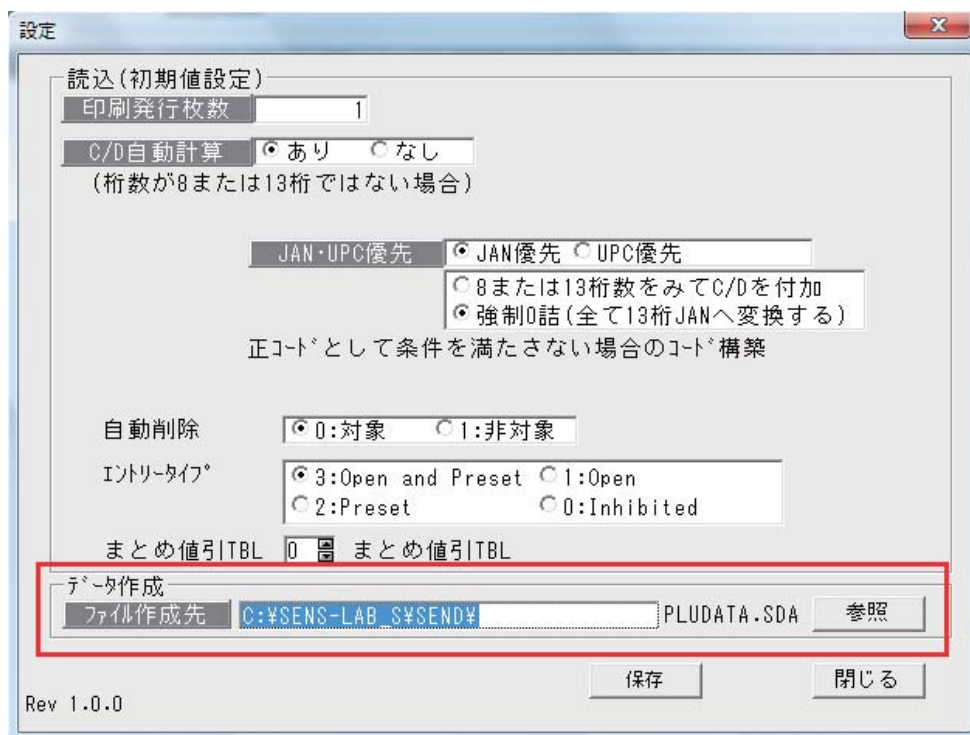 設定
読込(初期値設定)
印刷発行枚数 1
C/D自動計算 あり なし
(桁数が8または13桁ではない場合)
JAN・UPC優先 JAN優先 UPC優先
8または13桁数をみてC/Dを付加
強制0詰(全て13桁JANへ変換する)
正ｺｰﾄﾞとして条件を満たさない場合のｺｰﾄﾞ構築
自動削除 0:対象 1:非対象
ｴﾝﾄﾘｰﾀｲﾌﾟ 3:Open and Preset 1:Open
2:Preset 0:Inhibited
まとめ値引TBL 0 まとめ値引TBL
ﾃﾞｰﾀ作成
ﾌｧｲﾙ作成先 C:¥SENS-LAB_S¥SEND¥ PLUDATA.SDA 参照
保存 閉じる
Rev 1.0.0